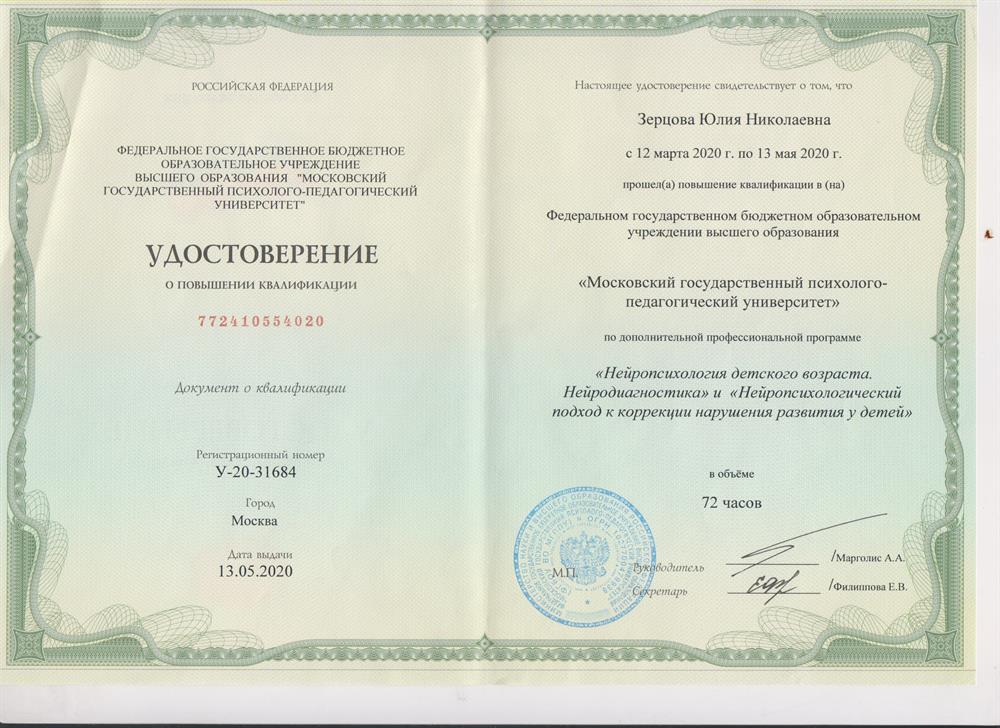 РОССИЙСКАЯ ФЕДЕРАЦИЯ
ФЕДЕРАЛЬНОЕ ГОСУДАРСТВЕННОЕ БЮДЖЕТНОЕ
ОБРАЗОВАТЕЛЬНОЕ УЧРЕЖДЕНИЕ
ВЫСШЕГО ОБРАЗОВАНИЯ "МОСКОВСКИЙ
ГОСУДАРСТВЕННЫЙ ПСИХОЛОГО-ПЕДАГОГИЧЕСКИЙ
УНИВЕРСИТЕТ"
УДОСТОВЕРЕНИЕ
О ПОВЫШЕНИИ КВАЛИФИКАЦИИ
772410554020
Документ о квалификации
Регистрационный номер
У-20-31684
Город
Москва
Дата выдачи
13.05.2020
Настоящее удостоверение свидетельствует о том, что
Зерцова Юлия Николаевна
с 12 марта 2020 г. по 13 мая 2020 г.
прошел(а) повышение квалификации в (на)
Федеральном государственном бюджетном образовательном
учреждении высшего образования
«Московский государственный психолого-
педагогический университет»
по дополнительной профессиональной программе
«Нейропсихология детского возраста.
Нейродиагностика» и «Нейропсихологический
подход к коррекции нарушения развития у детей»
в объёме
72 часов
М.П.
Руководитель /Марголис А.А.
Секретарь /Филиппова Е.В.